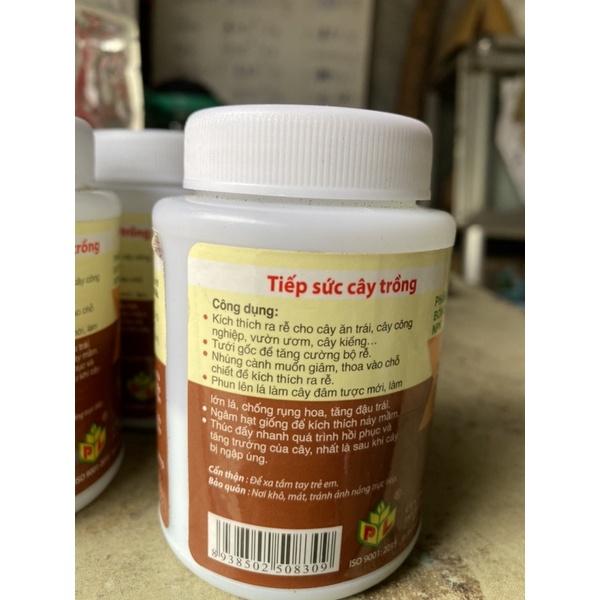 Tiếp sức cây trồng
Công dụng:
• Kích thích ra rễ cho cây ăn trái, cây công
nghiệp, vườn ươm, cây kiểng...
• Tưới gốc để tăng cường bộ rễ.
• Nhúng cành muốn giâm, thoa vào chỗ
chiết để kích thích ra rễ.
• Phun lên lá làm cây đâm tược mới, làm
lớn lá, chống rụng hoa, tăng đậu trái.
• Ngâm hạt giống để kích thích nảy mầm.
• Thúc đẩy nhanh quá trình hồi phục và
tăng trưởng của cây, nhất là sau khi cây
bị ngập úng.
Cẩn thận: Để xa tầm tay trẻ em.
Bảo quản: Nơi khô, mát, tránh ánh nắng trực
8 938502 508309
P L
ISO 9001:2015